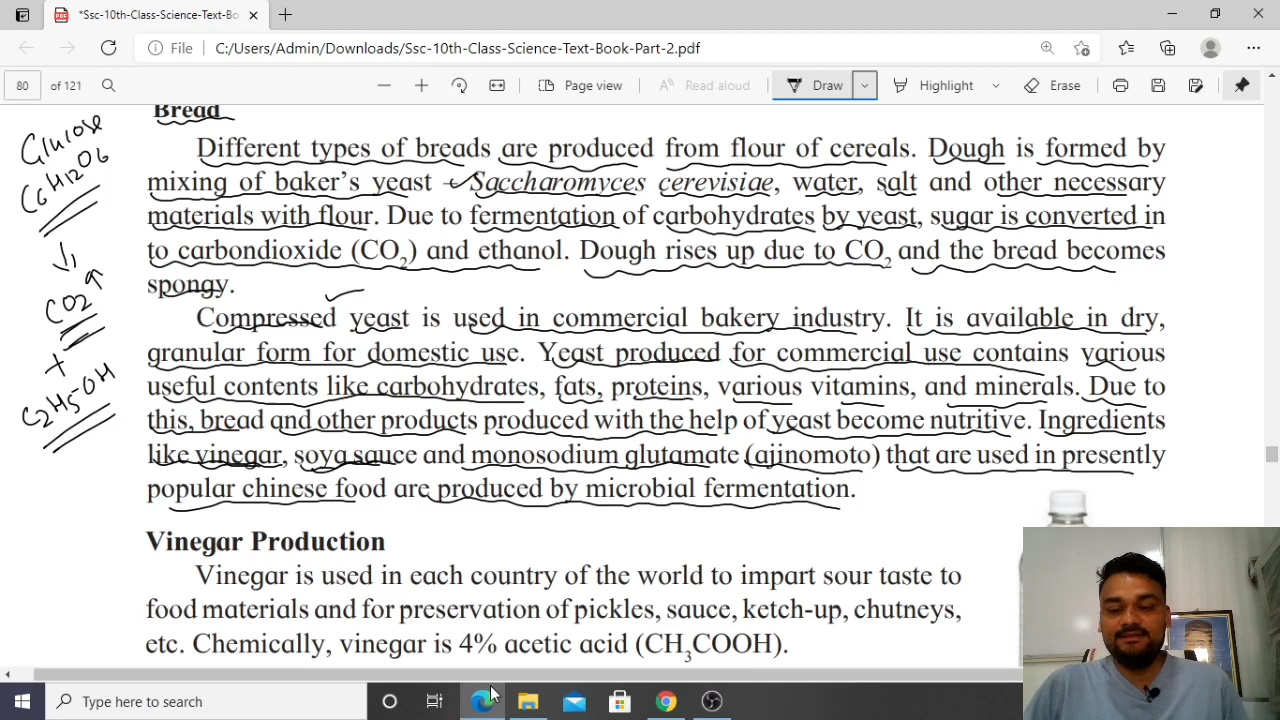 *Ssc-10th-Class-Science-Text-Bo
File C:/Users/Admin/Downloads/Ssc-10th-Class-Science-Text-Book-Part-2.pdf
80 of 121 Page view Read aloud Draw Highlight Erase
Bread
Different types of breads are produced from flour of cereals. Dough is formed by
mixing of baker's yeast - Saccharomyces cerevisiae, water, salt and other necessary
materials with flour. Due to fermentation of carbohydrates by yeast, sugar is converted in
to carbondioxide (CO2) and ethanol. Dough rises up due to CO2 and the bread becomes
spongy.
Compressed yeast is used in commercial bakery industry. It is available in dry,
granular form for domestic use. Yeast produced for commercial use contains various
useful contents like carbohydrates, fats, proteins, various vitamins, and minerals. Due to
this, bread and other products produced with the help of yeast become nutritive. Ingredients
like vinegar, soya sauce and monosodium glutamate (ajinomoto) that are used in presently
popular chinese food are produced by microbial fermentation.
Glucose
C6H12O6
↓
CO2 ↑
+
C2H5OH
Vinegar Production
Vinegar is used in each country of the world to impart sour taste to
food materials and for preservation of pickles, sauce, ketch-up, chutneys,
etc. Chemically, vinegar is 4% acetic acid (CH3COOH).
Type here to search